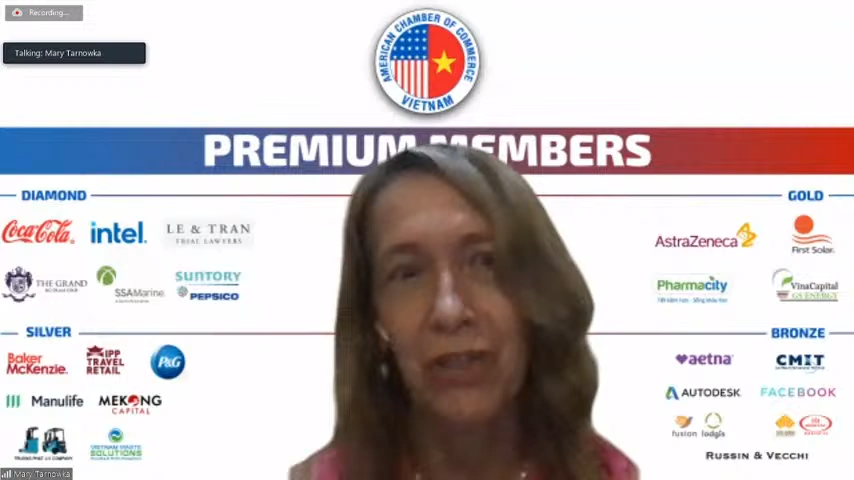 Recording...
Talking: Mary Tarnowka
AMERICAN CHAMBER OF COMMERCE
VIETNAM
PREMIUM MEMBERS
DIAMOND
Coca-Cola
intel.
LE & TRAN
TRIAL LAWYERS
THE GRAND
SSAMarine
SUNTORY
PEPSICO
GOLD
AstraZeneca
First Solar.
Pharmacity
VinaCapital
GS ENERGY
SILVER
Baker
McKenzie.
IPP
TRAVEL
RETAIL
P&G
Manulife
MEKONG
CAPITAL
VIETNAM WASTE
SOLUTIONS
BRONZE
aetna
CMIT
AUTODESK
FACEBOOK
fusion
lodgis
RUSSIN & VECCHI
Mary Tarnowka